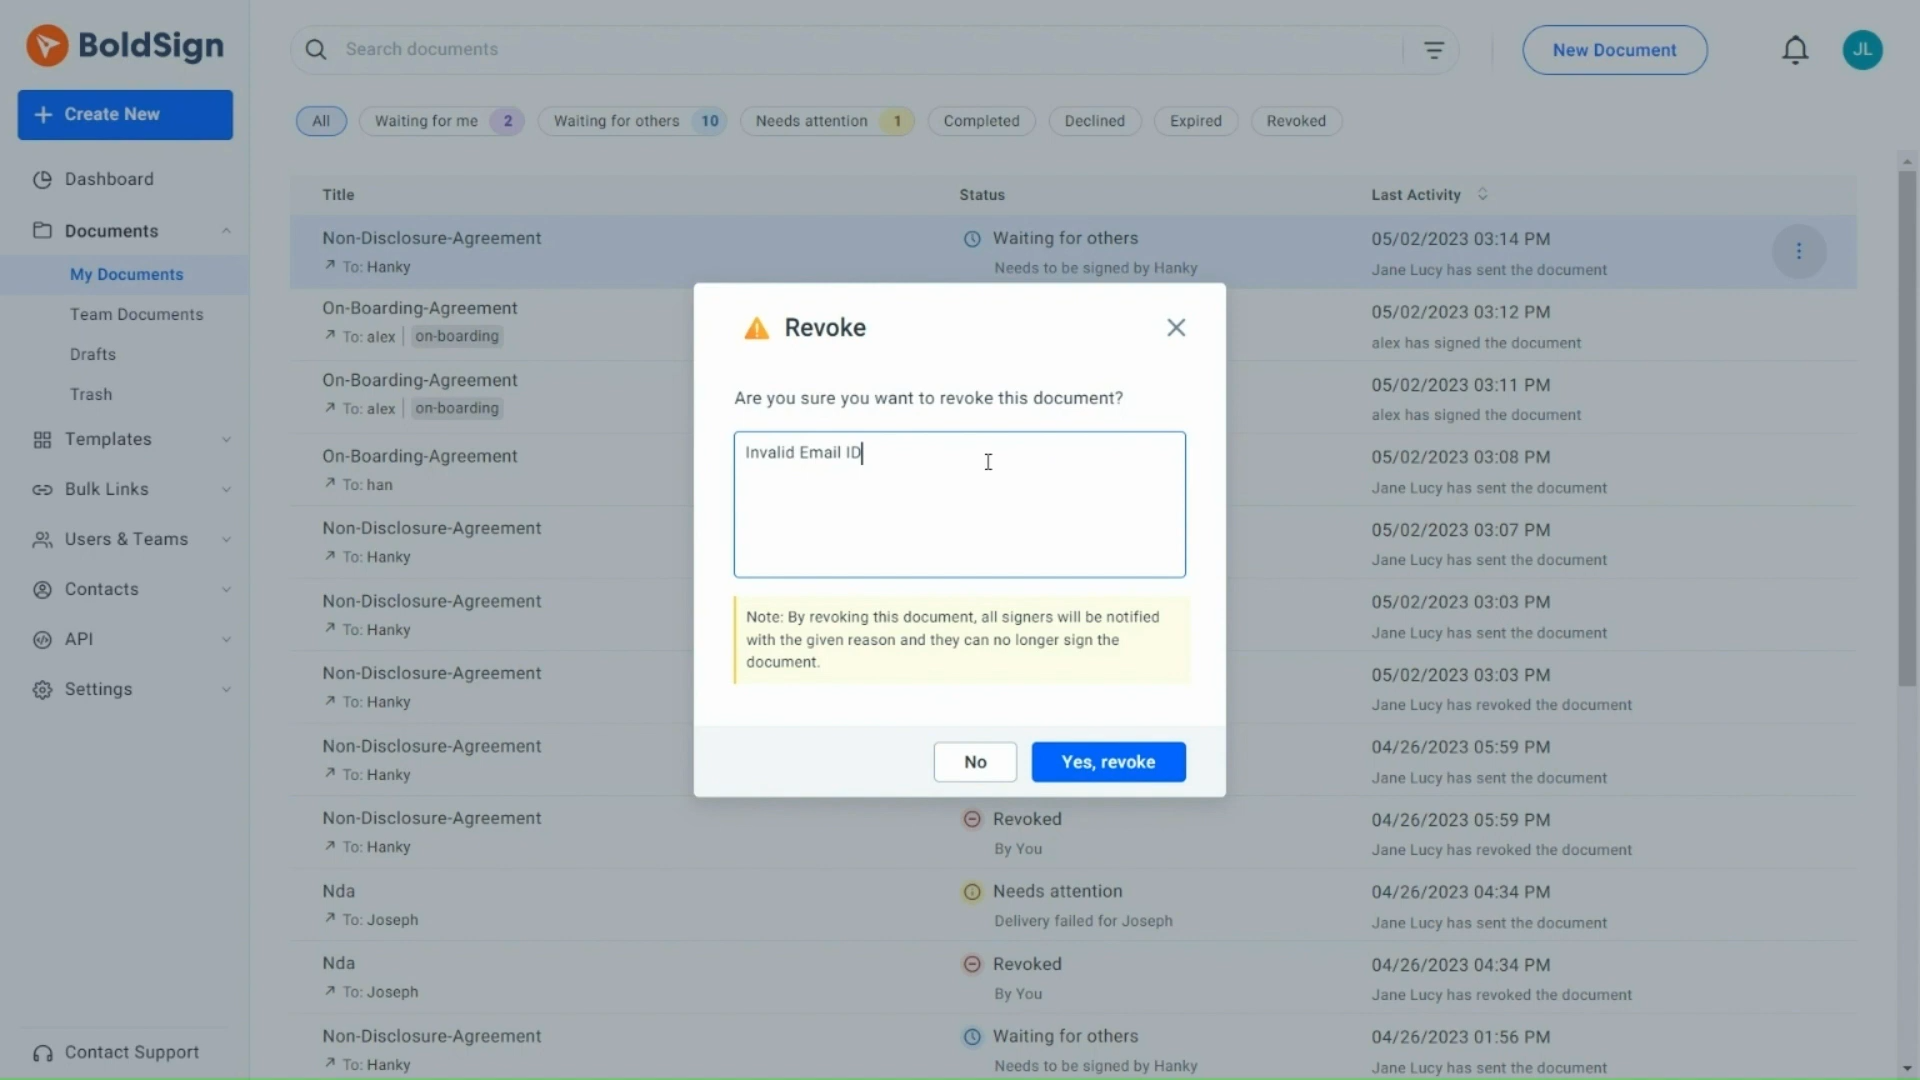 BoldSign
Search documents
New Document
JL
Create New
All
Waiting for me 2
Waiting for others 10
Needs attention 1
Completed
Declined
Expired
Revoked
Dashboard
Documents
My Documents
Team Documents
Drafts
Trash
Templates
Bulk Links
Users & Teams
Contacts
API
Settings
Contact Support
Title Status Last Activity
Non-Disclosure-Agreement Waiting for others 05/02/2023 03:14 PM
To: Hanky Needs to be signed by Hanky Jane Lucy has sent the document
On-Boarding-Agreement 05/02/2023 03:12 PM
To: alex on-boarding alex has signed the document
On-Boarding-Agreement 05/02/2023 03:11 PM
To: alex on-boarding alex has signed the document
On-Boarding-Agreement 05/02/2023 03:08 PM
To: han Jane Lucy has sent the document
Non-Disclosure-Agreement 05/02/2023 03:07 PM
To: Hanky Jane Lucy has sent the document
Non-Disclosure-Agreement 05/02/2023 03:03 PM
To: Hanky Jane Lucy has sent the document
Non-Disclosure-Agreement 05/02/2023 03:03 PM
To: Hanky Jane Lucy has revoked the document
Non-Disclosure-Agreement 04/26/2023 05:59 PM
To: Hanky Jane Lucy has sent the document
Non-Disclosure-Agreement Revoked 04/26/2023 05:59 PM
To: Hanky By You Jane Lucy has revoked the document
Nda Needs attention 04/26/2023 04:34 PM
To: Joseph Delivery failed for Joseph Jane Lucy has sent the document
Nda Revoked 04/26/2023 04:34 PM
To: Joseph By You Jane Lucy has revoked the document
Non-Disclosure-Agreement Waiting for others 04/26/2023 01:56 PM
To: Hanky Needs to be signed by Hanky Jane Lucy has sent the document
Revoke
Are you sure you want to revoke this document?
Invalid Email ID
Note: By revoking this document, all signers will be notified
with the given reason and they can no longer sign the
document.
No
Yes, revoke